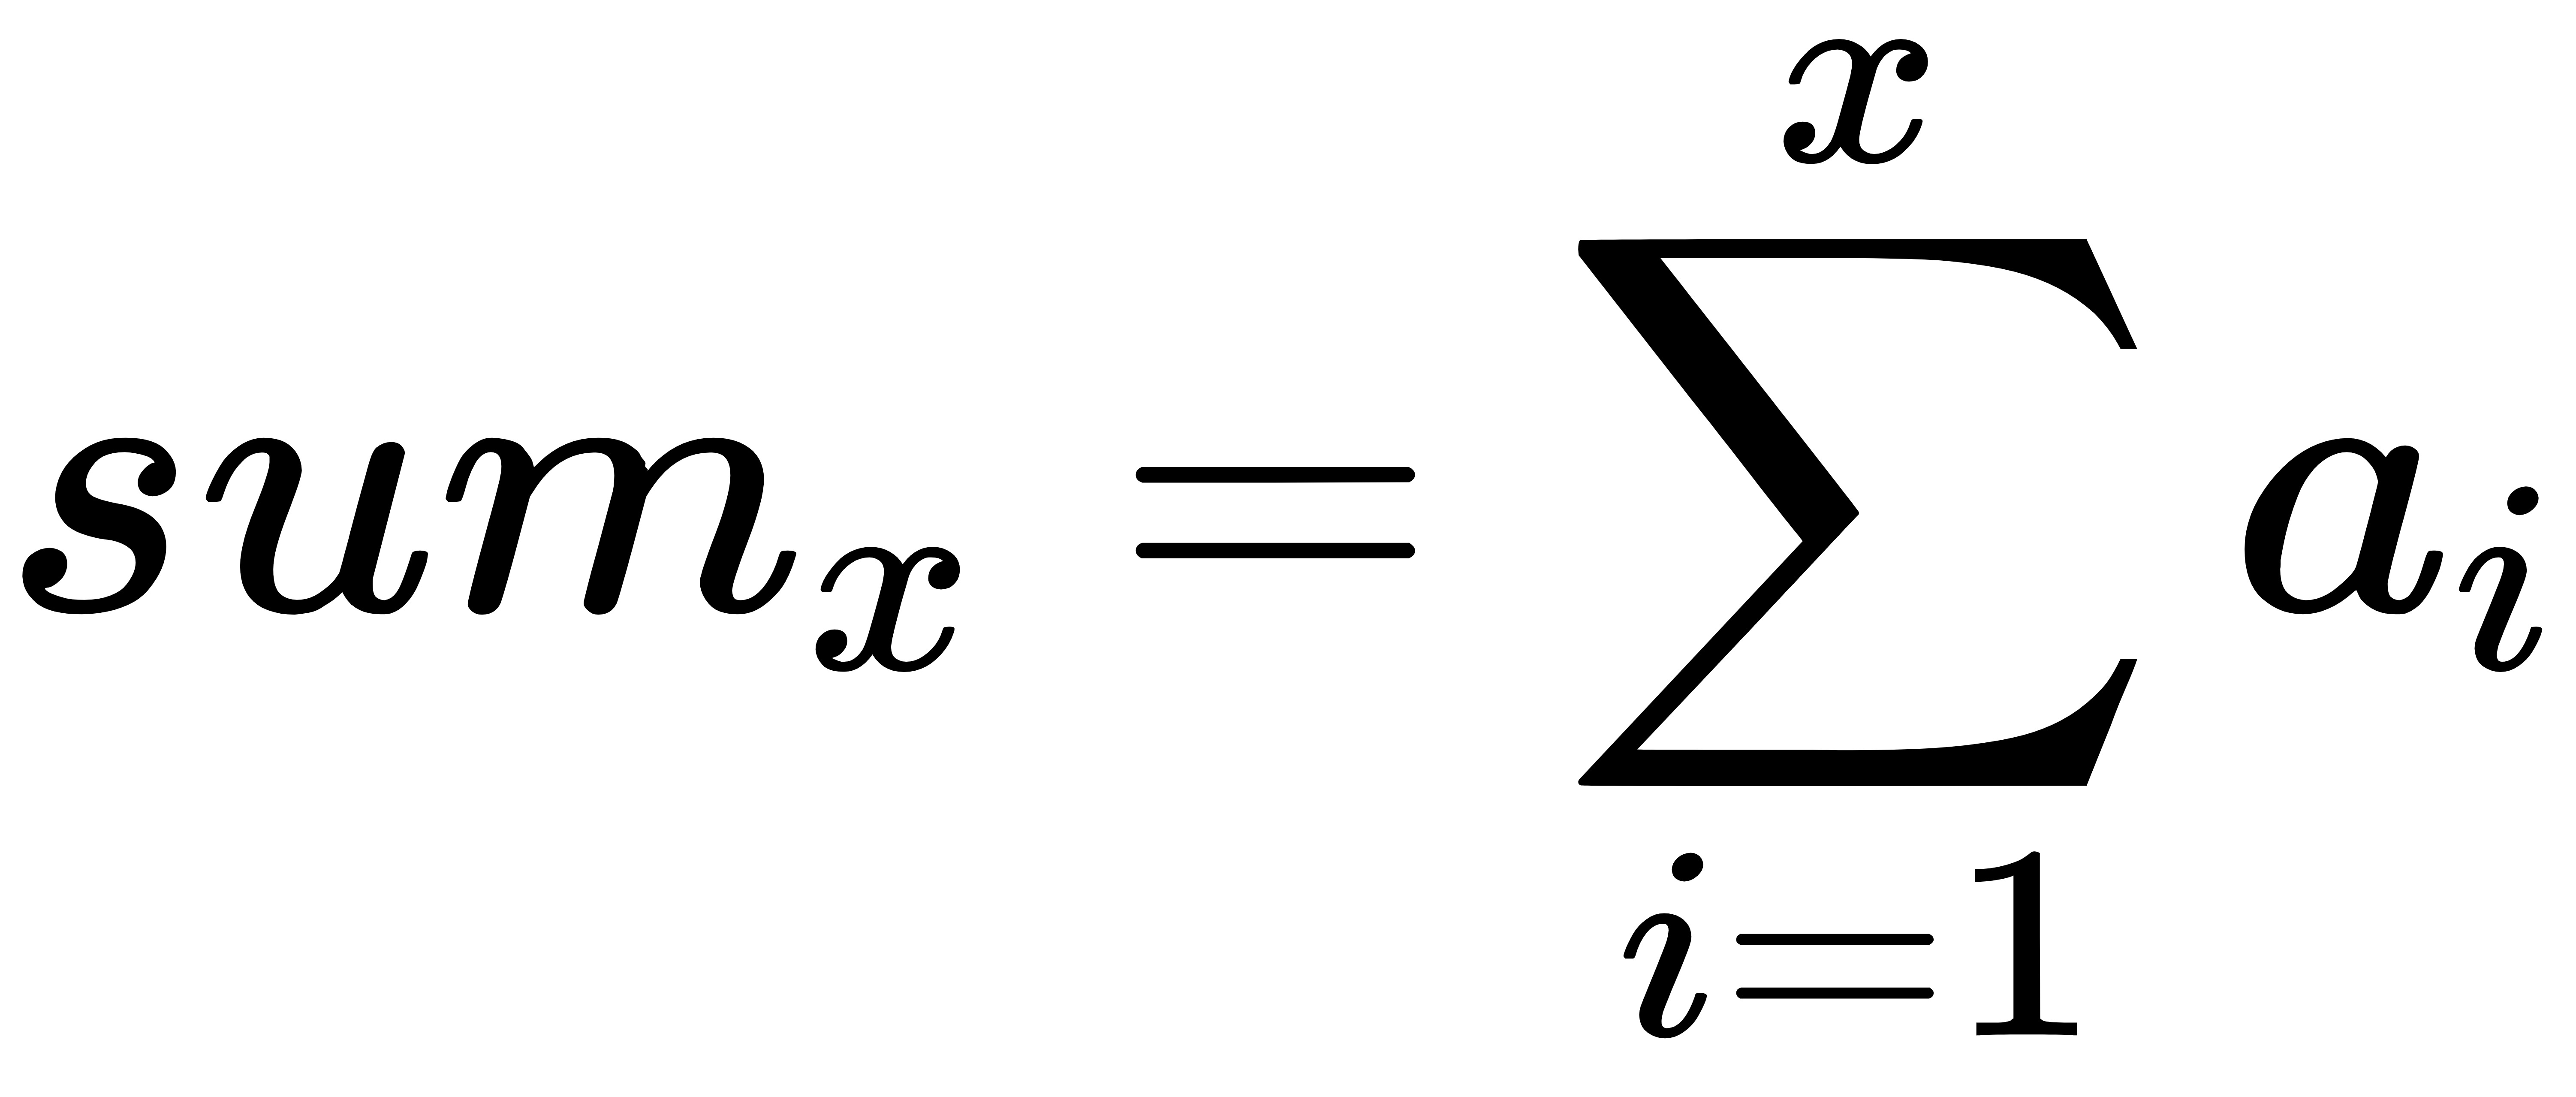 sum_x = \sum_{i=1}^{x} a_i